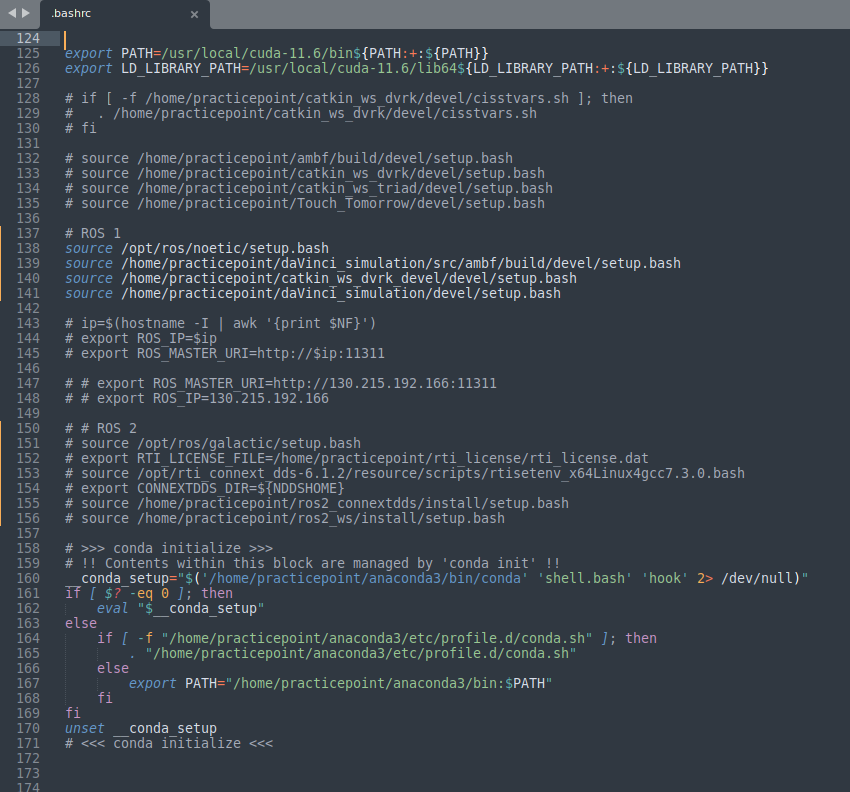 .bashrc
124
125 export PATH=/usr/local/cuda-11.6/bin${PATH:+:${PATH}}
126 export LD_LIBRARY_PATH=/usr/local/cuda-11.6/lib64${LD_LIBRARY_PATH:+:${LD_LIBRARY_PATH}}
127
128 # if [ -f /home/practicepoint/catkin_ws_dvrk/devel/cisstvars.sh ]; then
129 #   . /home/practicepoint/catkin_ws_dvrk/devel/cisstvars.sh
130 # fi
131
132 # source /home/practicepoint/ambf/build/devel/setup.bash
133 # source /home/practicepoint/catkin_ws_dvrk/devel/setup.bash
134 # source /home/practicepoint/catkin_ws_triad/devel/setup.bash
135 # source /home/practicepoint/Touch_Tomorrow/devel/setup.bash
136
137 # ROS 1
138 source /opt/ros/noetic/setup.bash
139 source /home/practicepoint/daVinci_simulation/src/ambf/build/devel/setup.bash
140 source /home/practicepoint/catkin_ws_dvrk_devel/devel/setup.bash
141 source /home/practicepoint/daVinci_simulation/devel/setup.bash
142
143 # ip=$(hostname -I | awk '{print $NF}')
144 # export ROS_IP=$ip
145 # export ROS_MASTER_URI=http://$ip:11311
146
147 # # export ROS_MASTER_URI=http://130.215.192.166:11311
148 # # export ROS_IP=130.215.192.166
149
150 # # ROS 2
151 # source /opt/ros/galactic/setup.bash
152 # export RTI_LICENSE_FILE=/home/practicepoint/rti_license/rti_license.dat
153 # source /opt/rti_connext_dds-6.1.2/resource/scripts/rtisetenv_x64Linux4gcc7.3.0.bash
154 # export CONNEXTDDS_DIR=${NDDSHOME}
155 # source /home/practicepoint/ros2_connextdds/install/setup.bash
156 # source /home/practicepoint/ros2_ws/install/setup.bash
157
158 # >>> conda initialize >>>
159 # !! Contents within this block are managed by 'conda init' !!
160 __conda_setup="$('/home/practicepoint/anaconda3/bin/conda' 'shell.bash' 'hook' 2> /dev/null)"
161 if [ $? -eq 0 ]; then
162     eval "$__conda_setup"
163 else
164     if [ -f "/home/practicepoint/anaconda3/etc/profile.d/conda.sh" ]; then
165         . "/home/practicepoint/anaconda3/etc/profile.d/conda.sh"
166     else
167         export PATH="/home/practicepoint/anaconda3/bin:$PATH"
168     fi
169 fi
170 unset __conda_setup
171 # <<< conda initialize <<<
172
173
174